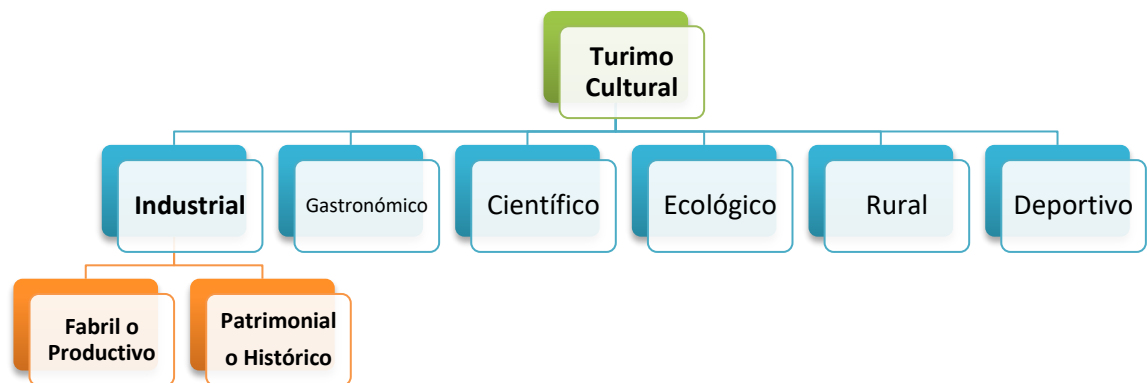 Turimo
Cultural
Industrial
Gastronómico
Científico
Ecológico
Rural
Deportivo
Fabril o
Productivo
Patrimonial
o Histórico